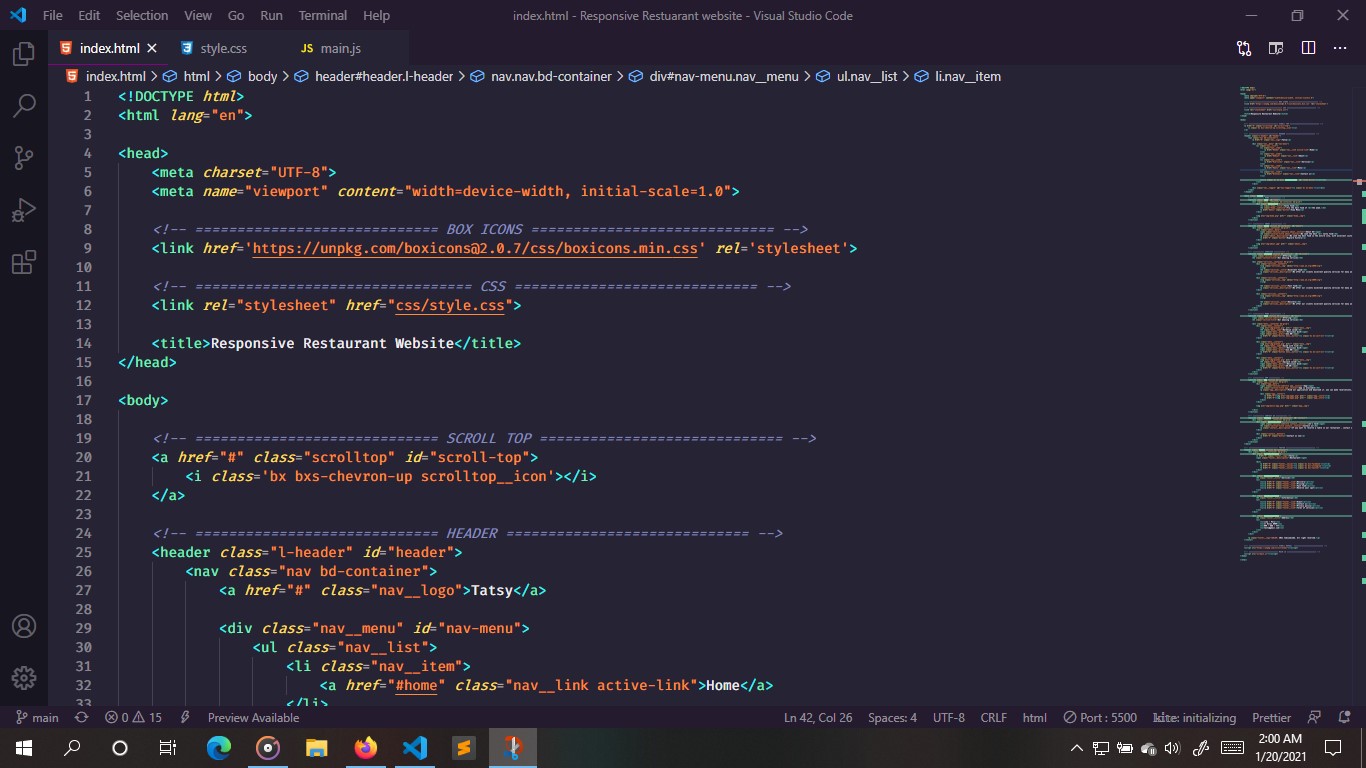 File Edit Selection View Go Run Terminal Help index.html - Responsive Restuarant website - Visual Studio Code
index.html style.css JS main.js
index.html > html > body > header#header.l-header > nav.nav.bd-container > div#nav-menu.nav__menu > ul.nav__list > li.nav__item
1 <!DOCTYPE html>
2 <html lang="en">
3
4 <head>
5 <meta charset="UTF-8">
6 <meta name="viewport" content="width=device-width, initial-scale=1.0">
7
8 <!-- ============================= BOX ICONS ============================= -->
9 <link href='https://unpkg.com/boxicons@2.0.7/css/boxicons.min.css' rel='stylesheet'>
10
11 <!-- ================================= CSS ============================= -->
12 <link rel="stylesheet" href="css/style.css">
13
14 <title>Responsive Restaurant Website</title>
15 </head>
16
17 <body>
18
19 <!-- ============================= SCROLL TOP ============================= -->
20 <a href="#" class="scrolltop" id="scroll-top">
21 <i class='bx bxs-chevron-up scrolltop__icon'></i>
22 </a>
23
24 <!-- ============================= HEADER ============================= -->
25 <header class="l-header" id="header">
26 <nav class="nav bd-container">
27 <a href="#" class="nav__logo">Tatsy</a>
28
29 <div class="nav__menu" id="nav-menu">
30 <ul class="nav__list">
31 <li class="nav__item">
32 <a href="#home" class="nav__link active-link">Home</a>
33 </li>
main 0 15 Preview Available Ln 42, Col 26 Spaces: 4 UTF-8 CRLF html Port : 5500 kite: initializing Prettier
2:00 AM
1/20/2021